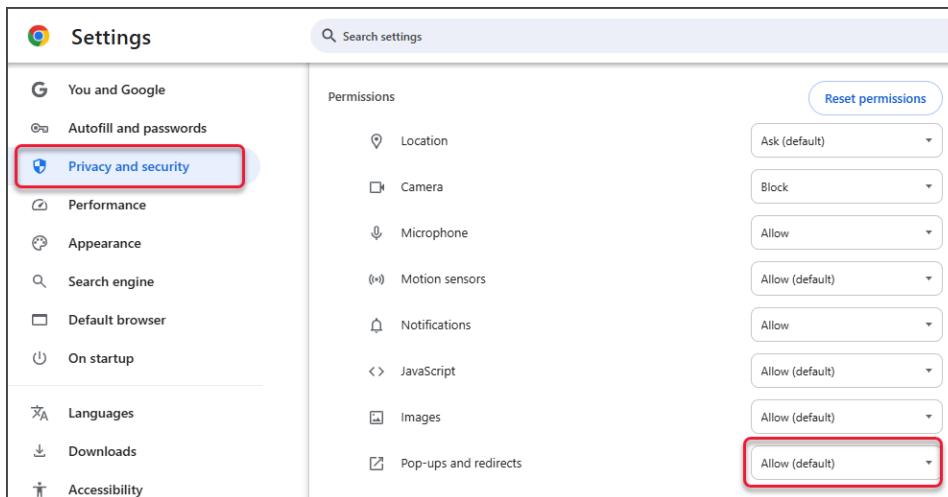 Settings
Search settings
You and Google
Autofill and passwords
Privacy and security
Performance
Appearance
Search engine
Default browser
On startup
Languages
Downloads
Accessibility
Permissions
Reset permissions
Location Ask (default)
Camera Block
Microphone Allow
Motion sensors Allow (default)
Notifications Allow
JavaScript Allow (default)
Images Allow (default)
Pop-ups and redirects Allow (default)